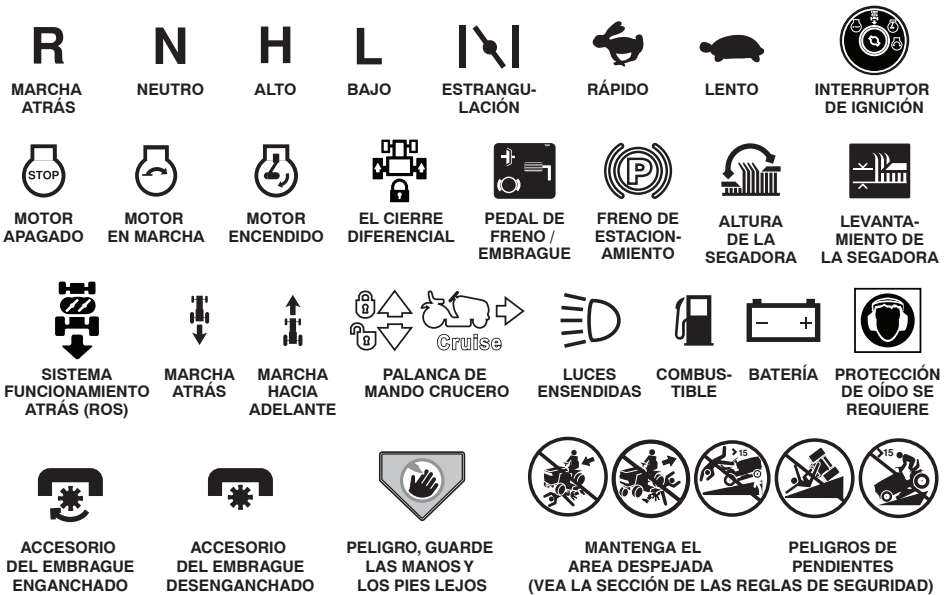 R N H L
MARCHA ATRÁS
NEUTRO
ALTO
BAJO
ESTRANGU-
LACIÓN
RÁPIDO
LENTO
INTERRUPTOR
DE IGNICIÓN
STOP
MOTOR
APAGADO
MOTOR
EN MARCHA
MOTOR
ENCENDIDO
EL CIERRE
DIFERENCIAL
PEDAL DE
FRENO /
EMBRAGUE
P
FRENO DE
ESTACION-
AMIENTO
ALTURA
DE LA
SEGADORA
LEVANTA-
MIENTO DE
LA SEGADORA
SISTEMA
FUNCIONAMIENTO
ATRÁS (ROS)
MARCHA
ATRÁS
MARCHA
HACIA
ADELANTE
Cruise
PALANCA DE
MANDO CRUCERO
LUCES
ENSENDIDAS
COMBUS-
TIBLE
BATERÍA
PROTECCIÓN
DE OÍDO SE
REQUIERE
ACCESORIO
DEL EMBRAGUE
ENGANCHADO
ACCESORIO
DEL EMBRAGUE
DESENGANCHADO
PELIGRO, GUARDE
LAS MANOS Y
LOS PIES LEJOS
15
15
MANTENGA EL
AREA DESPEJADA
PELIGROS DE
PENDIENTES
(VEA LA SECCIÓN DE LAS REGLAS DE SEGURIDAD)